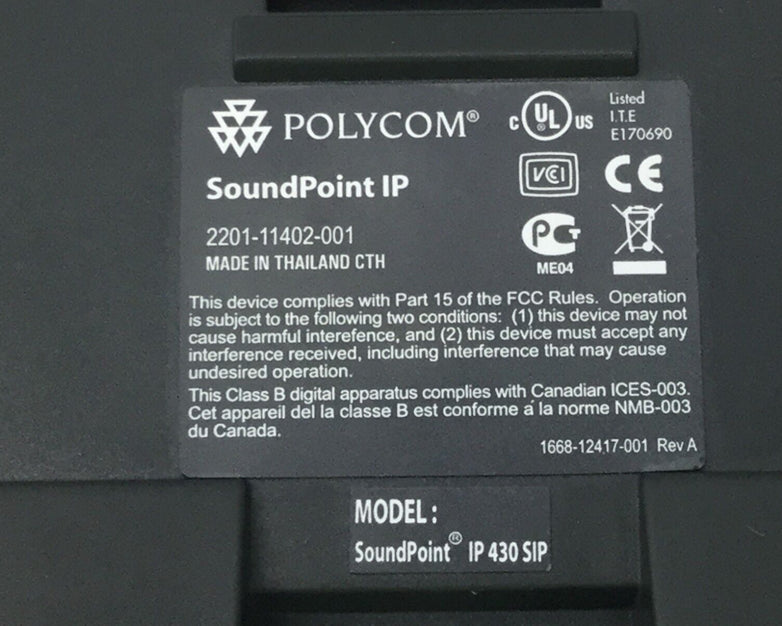 POLYCOM®
C UL® US
Listed
I.T.E
E170690
SoundPoint IP
VCI
CE
2201-11402-001
MADE IN THAILAND CTH
PCT
ME04
This device complies with Part 15 of the FCC Rules. Operation
is subject to the following two conditions: (1) this device may not
cause harmful interefence, and (2) this device must accept any
interference received, including interference that may cause
undesired operation.
This Class B digital apparatus complies with Canadian ICES-003.
Cet appareil del la classe B est conforme á la norme NMB-003
du Canada.
1668-12417-001 Rev A
MODEL:
SoundPoint® IP 430 SIP